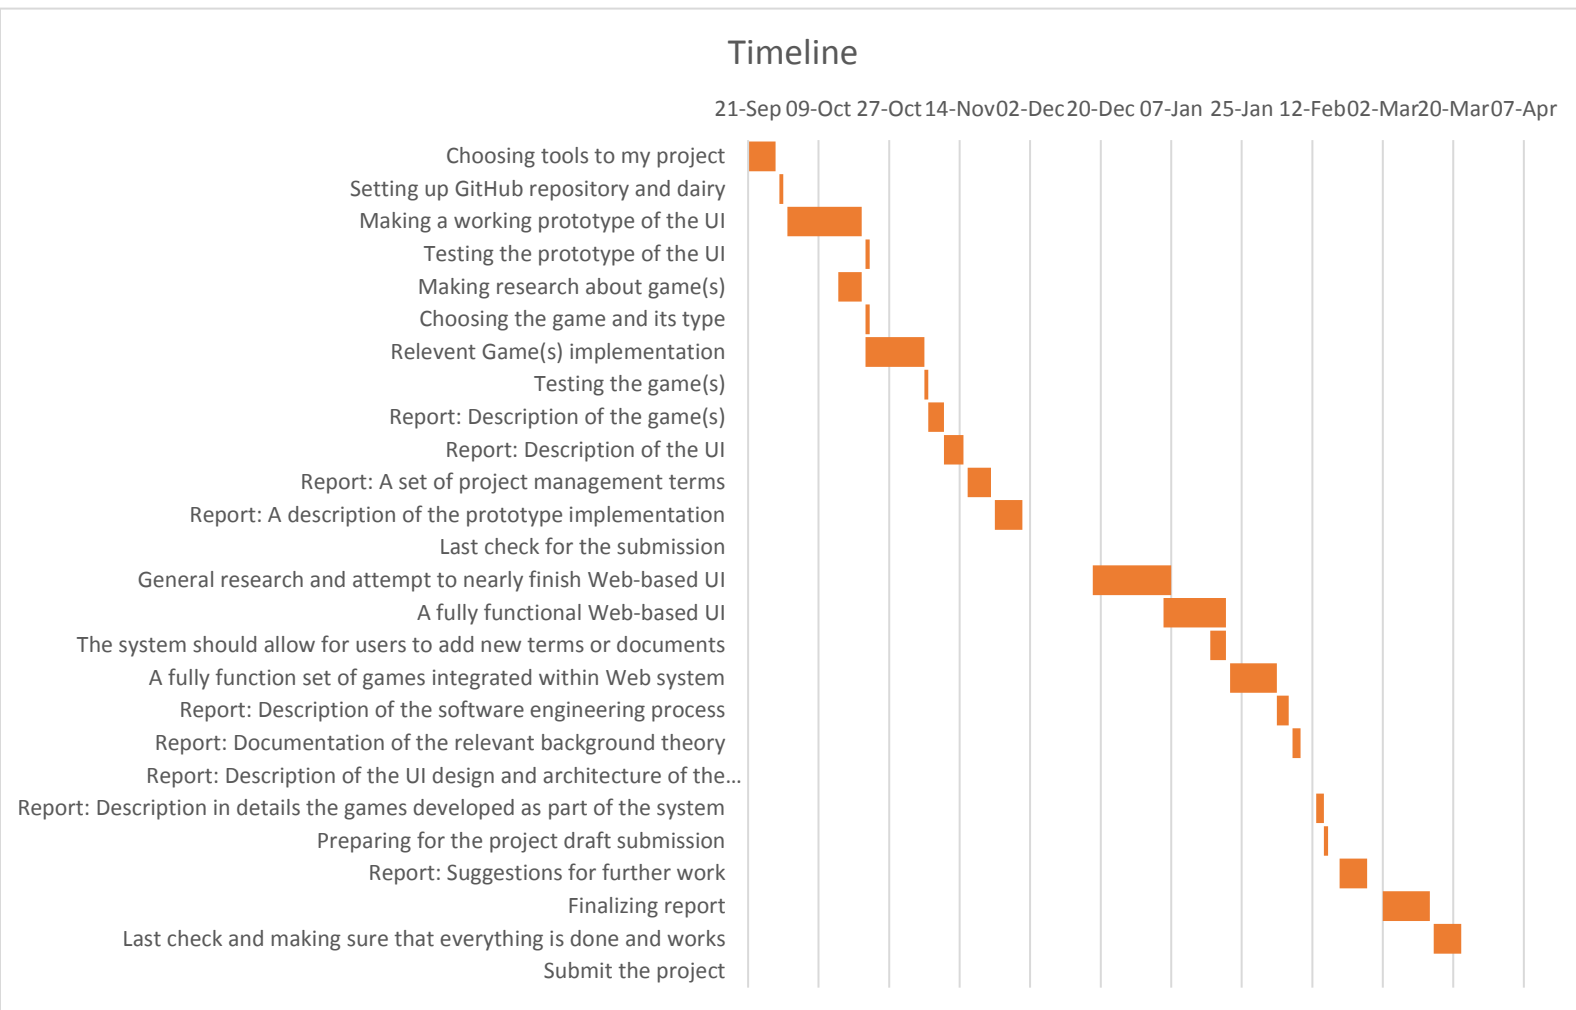 Timeline
21-Sep 09-Oct 27-Oct 14-Nov 02-Dec 20-Dec 07-Jan 25-Jan 12-Feb 02-Mar 20-Mar 07-Apr
Choosing tools to my project
Setting up GitHub repository and dairy
Making a working prototype of the UI
Testing the prototype of the UI
Making research about game(s)
Choosing the game and its type
Relevent Game(s) implementation
Testing the game(s)
Report: Description of the game(s)
Report: Description of the UI
Report: A set of project management terms
Report: A description of the prototype implementation
Last check for the submission
General research and attempt to nearly finish Web-based UI
A fully functional Web-based UI
The system should allow for users to add new terms or documents
A fully function set of games integrated within Web system
Report: Description of the software engineering process
Report: Documentation of the relevant background theory
Report: Description of the UI design and architecture of the...
Report: Description in details the games developed as part of the system
Preparing for the project draft submission
Report: Suggestions for further work
Finalizing report
Last check and making sure that everything is done and works
Submit the project